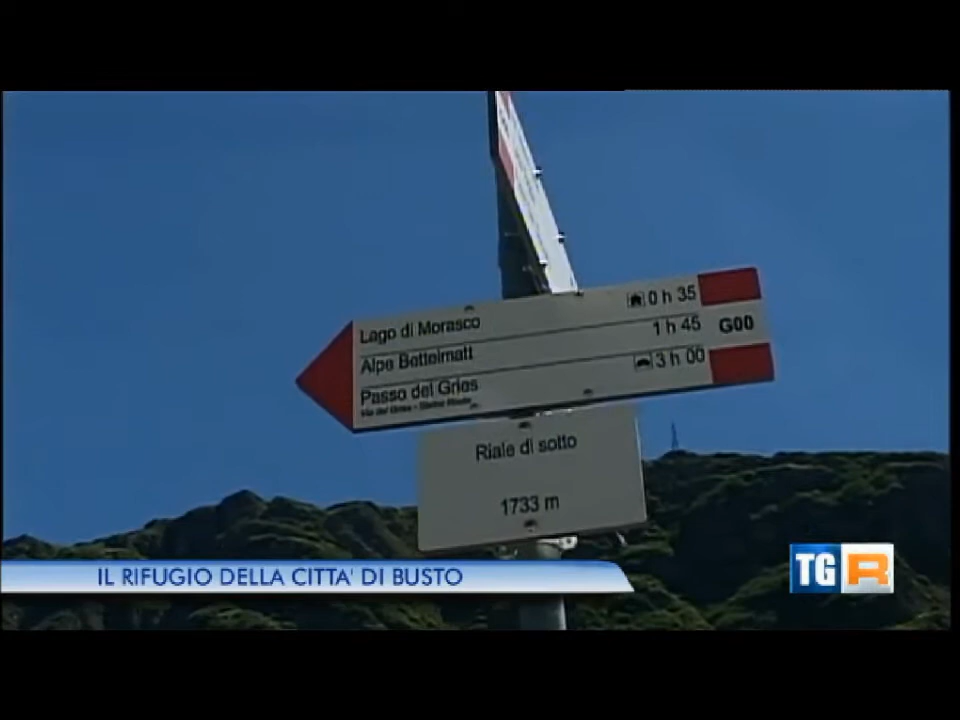 Lago di Morasco 0 h 35
Alpe Bettelmatt 1 h 45 G00
Passo del Gries 3 h 00
Riale di sotto
1733 m
IL RIFUGIO DELLA CITTA' DI BUSTO
TG R